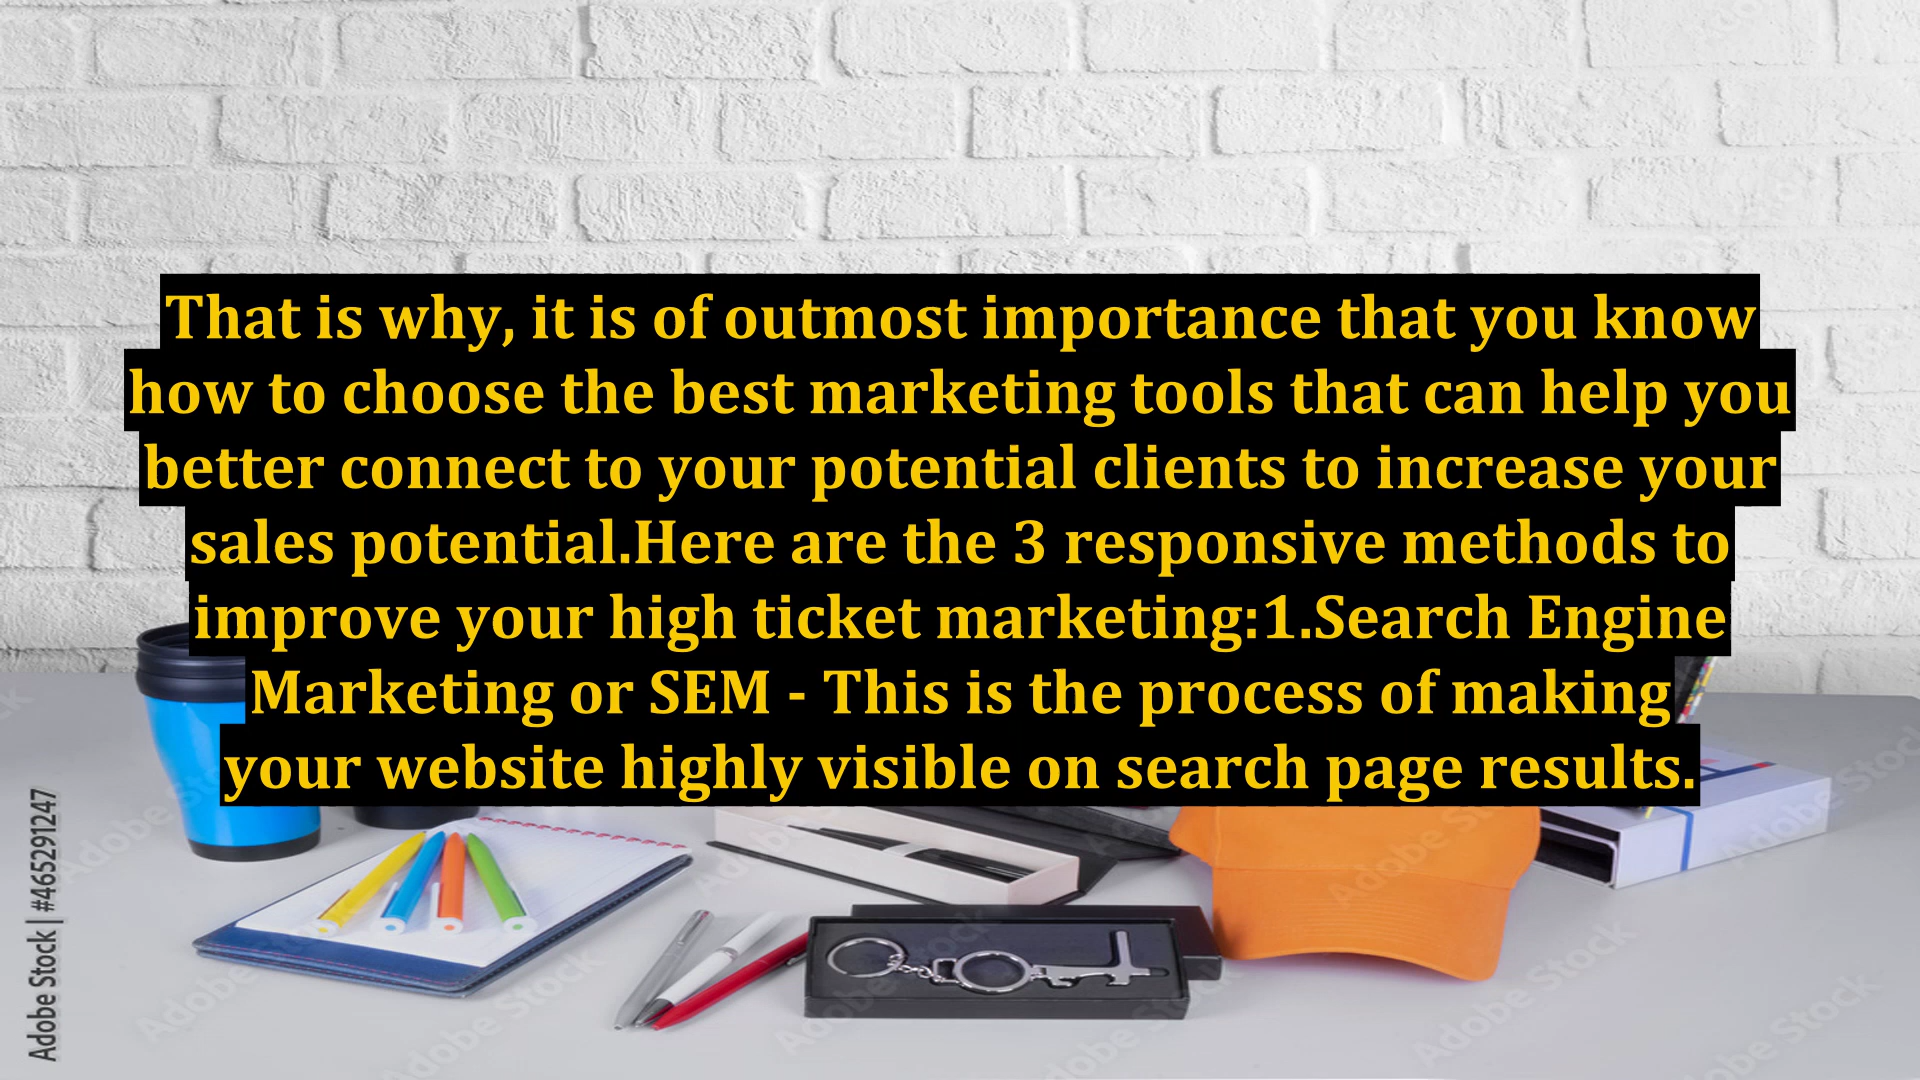 That is why, it is of outmost importance that you know
how to choose the best marketing tools that can help you
better connect to your potential clients to increase your
sales potential.Here are the 3 responsive methods to
improve your high ticket marketing:1.Search Engine
Marketing or SEM - This is the process of making
your website highly visible on search page results.
Adobe Stock | #465291247